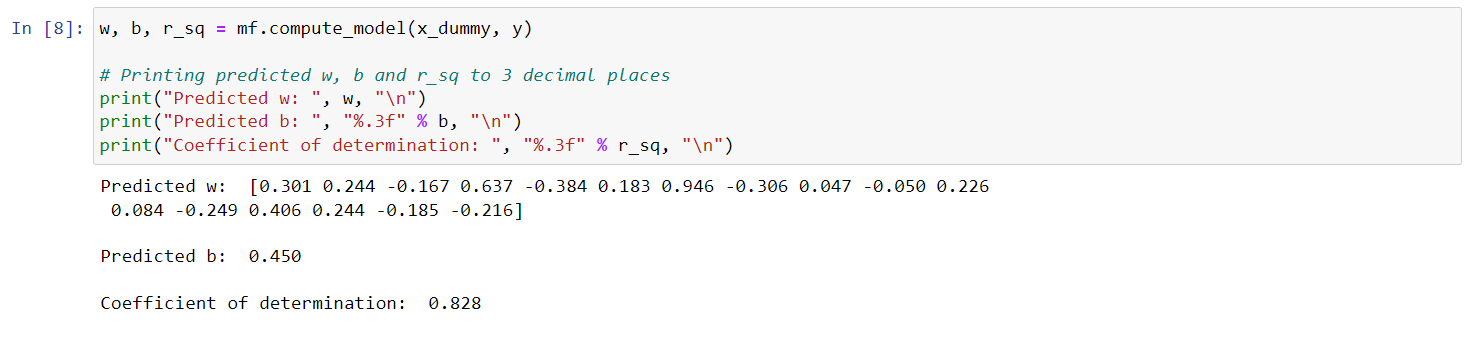 In [8]: w, b, r_sq = mf.compute_model(x_dummy, y)
# Printing predicted w, b and r_sq to 3 decimal places
print("Predicted w: ", w, "\n")
print("Predicted b: ", "%.3f" % b, "\n")
print("Coefficient of determination: ", "%.3f" % r_sq, "\n")
Predicted w:  [0.301 0.244 -0.167 0.637 -0.384 0.183 0.946 -0.306 0.047 -0.050 0.226
 0.084 -0.249 0.406 0.244 -0.185 -0.216]
Predicted b:  0.450
Coefficient of determination:  0.828